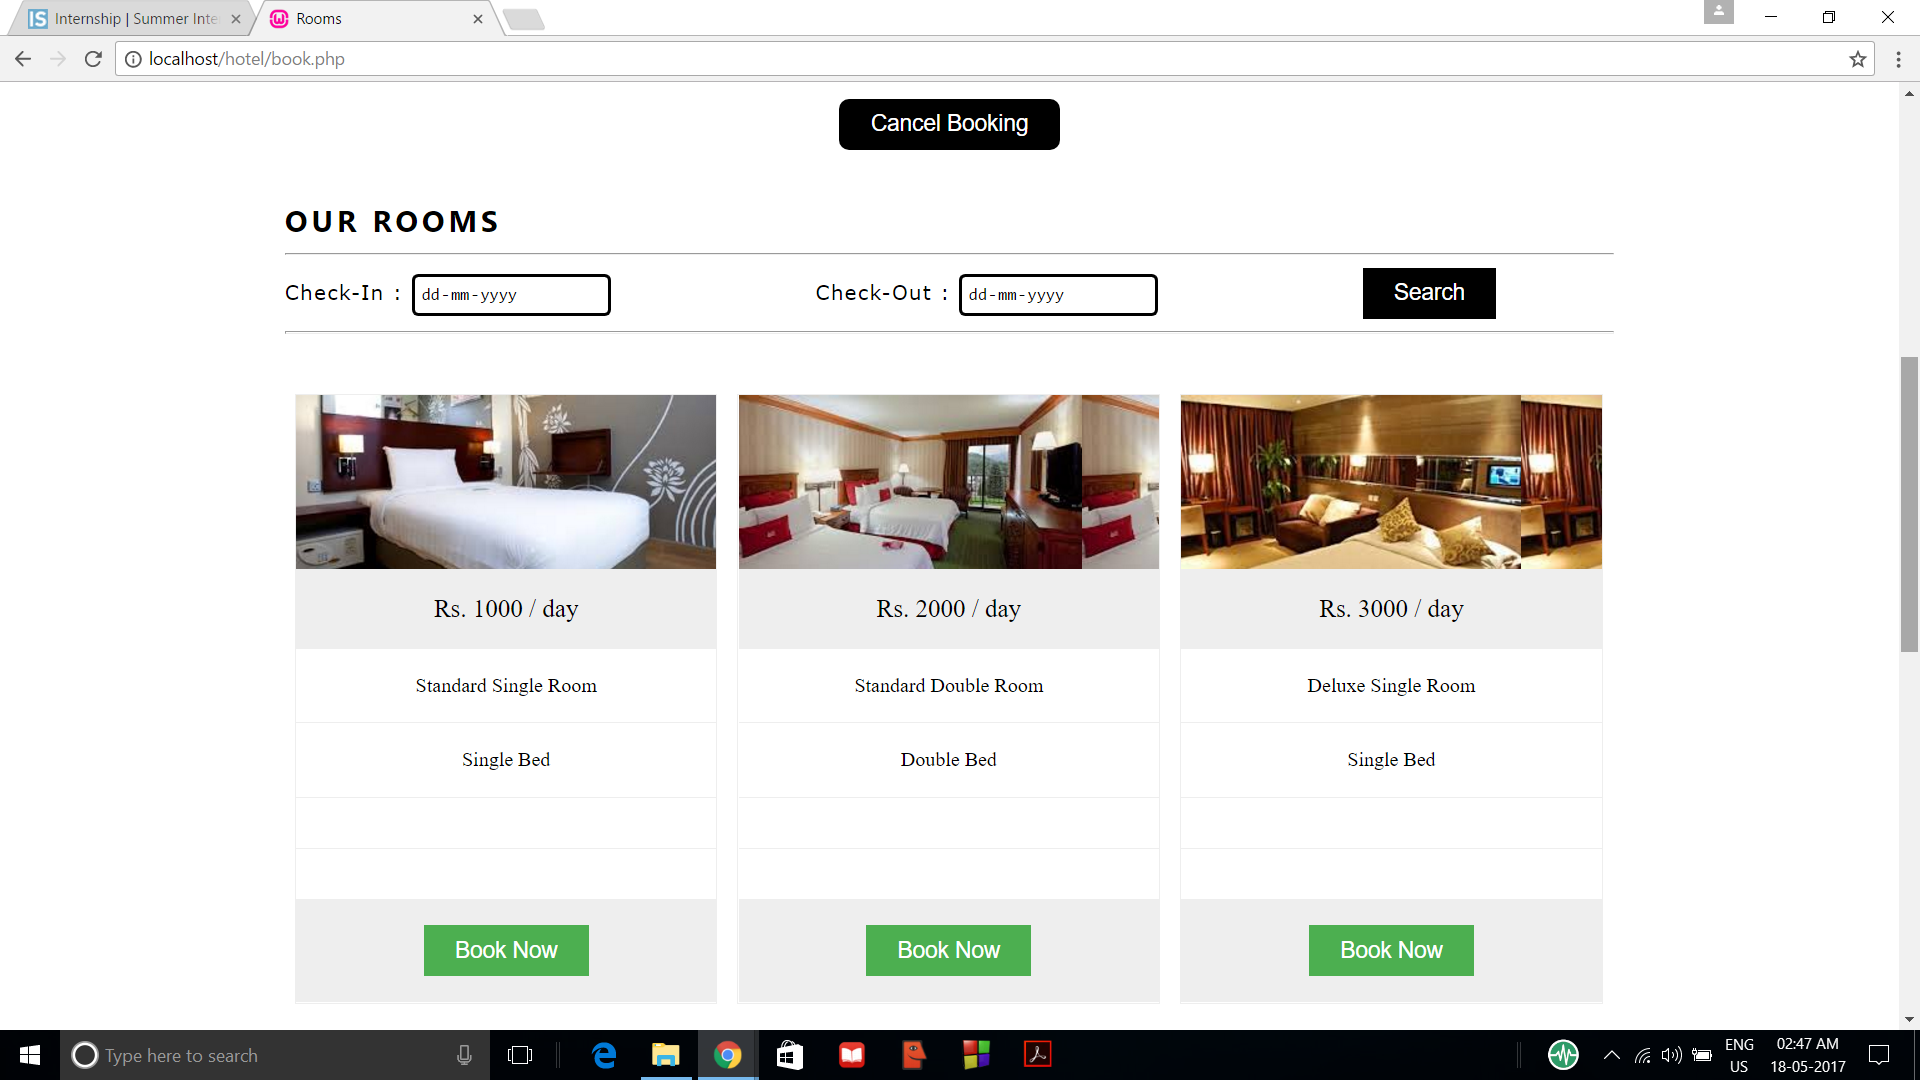 Internship | Summer Inte
Rooms
localhost/hotel/book.php
Cancel Booking
OUR ROOMS
Check-In : dd-mm-yyyy Check-Out : dd-mm-yyyy Search
Rs. 1000 / day Rs. 2000 / day Rs. 3000 / day
Standard Single Room Standard Double Room Deluxe Single Room
Single Bed Double Bed Single Bed
Book Now Book Now Book Now
Type here to search
ENG 02:47 AM
US 18-05-2017